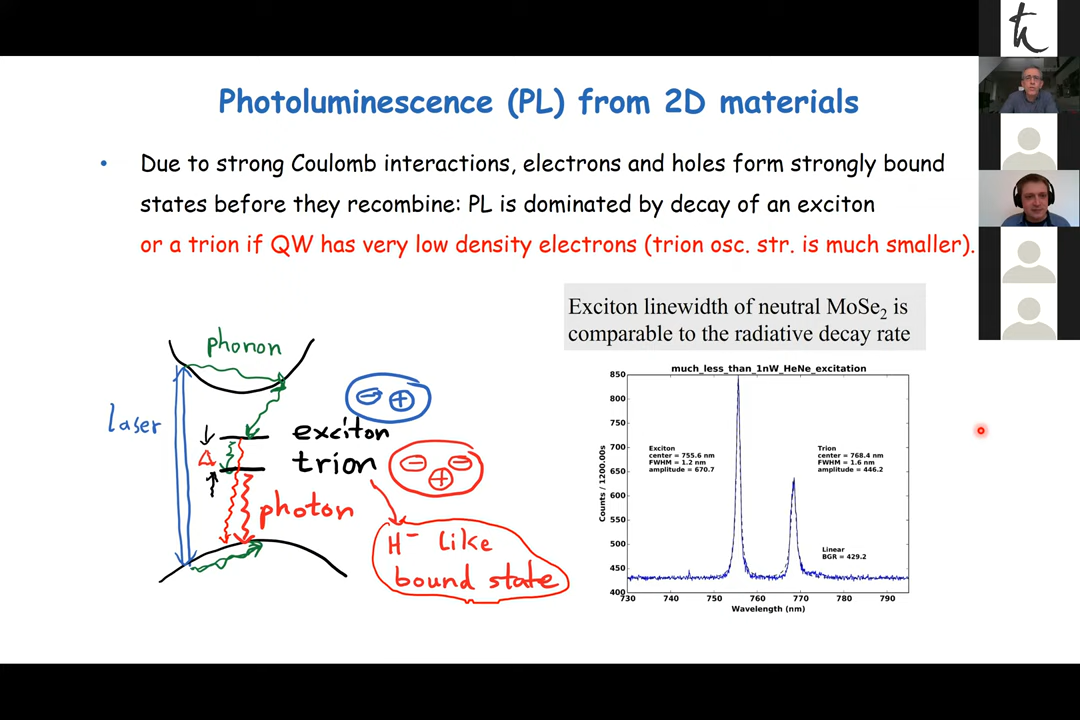 Photoluminescence (PL) from 2D materials
• Due to strong Coulomb interactions, electrons and holes form strongly bound
states before they recombine: PL is dominated by decay of an exciton
or a trion if QW has very low density electrons (trion osc. str. is much smaller).
Exciton linewidth of neutral MoSe₂ is
comparable to the radiative decay rate
phonon
laser
exciton
trion
Δ
photon
H⁻ like
bound state
− +
− − +
much_less_than_1nW_HeNe_excitation
Counts / 1200.00s
850
800
750
700
650
600
550
500
450
400
Exciton
center = 755.6 nm
FWHM = 1.2 nm
amplitude = 670.7
Trion
center = 768.4 nm
FWHM = 1.6 nm
amplitude = 446.2
Linear
BGR = 429.2
730 740 750 760 770 780 790
Wavelength (nm)